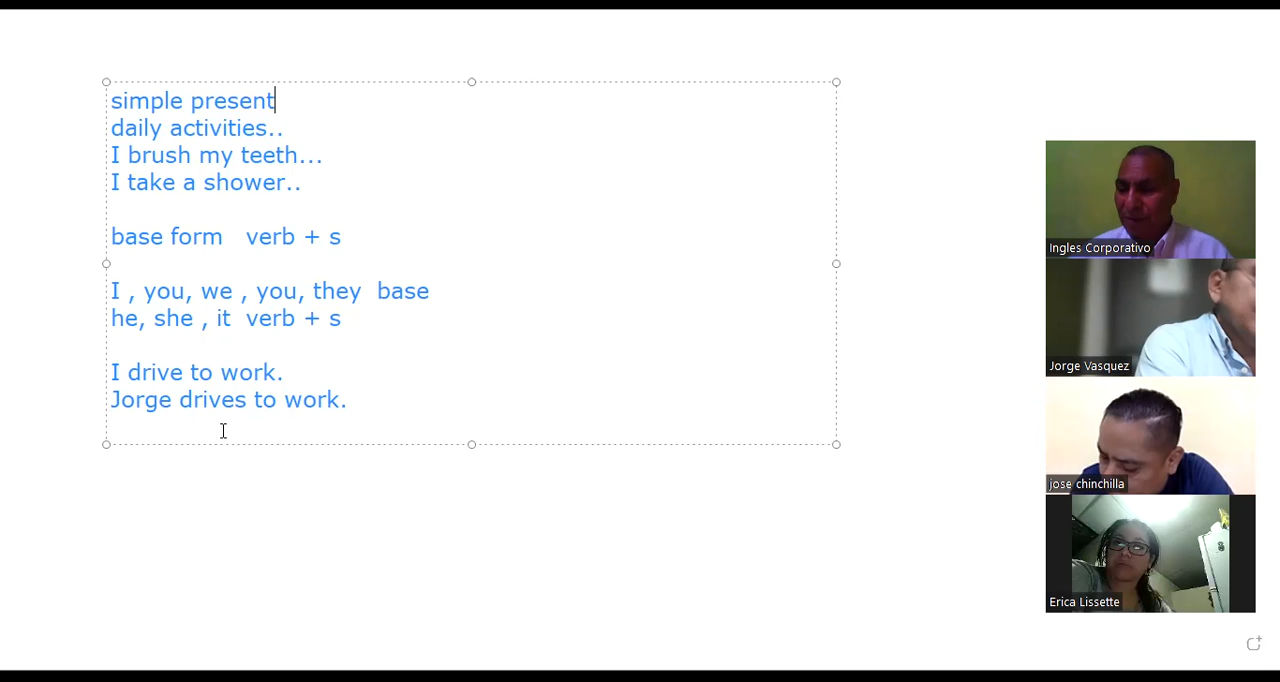 simple present
daily activities..
I brush my teeth...
I take a shower..
base form   verb + s
I , you, we , you, they  base
he, she , it  verb + s
I drive to work.
Jorge drives to work.
Ingles Corporativo
Jorge Vasquez
jose chinchilla
Erica Lissette